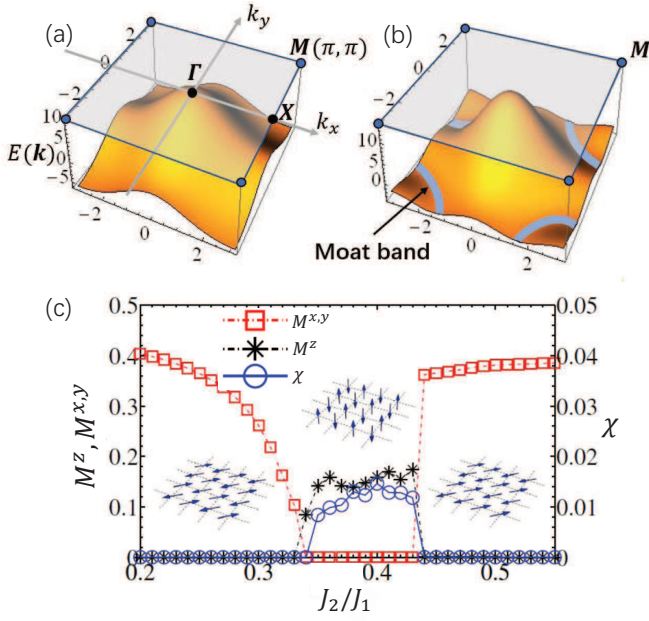 (a)
k_y
M(π, π)
Γ
X
k_x
E(k)
2
0
−2
10
5
0
−5
−2
0
2
(b)
M
2
0
−2
10
5
0
−2
0
2
Moat band
(c)
M^{x,y}
M^z
χ
M^z, M^{x,y}
0.5
0.4
0.3
0.2
0.1
0
0.05
0.04
0.03
0.02
0.01
0
χ
0.2 0.3 0.4 0.5
J_2/J_1